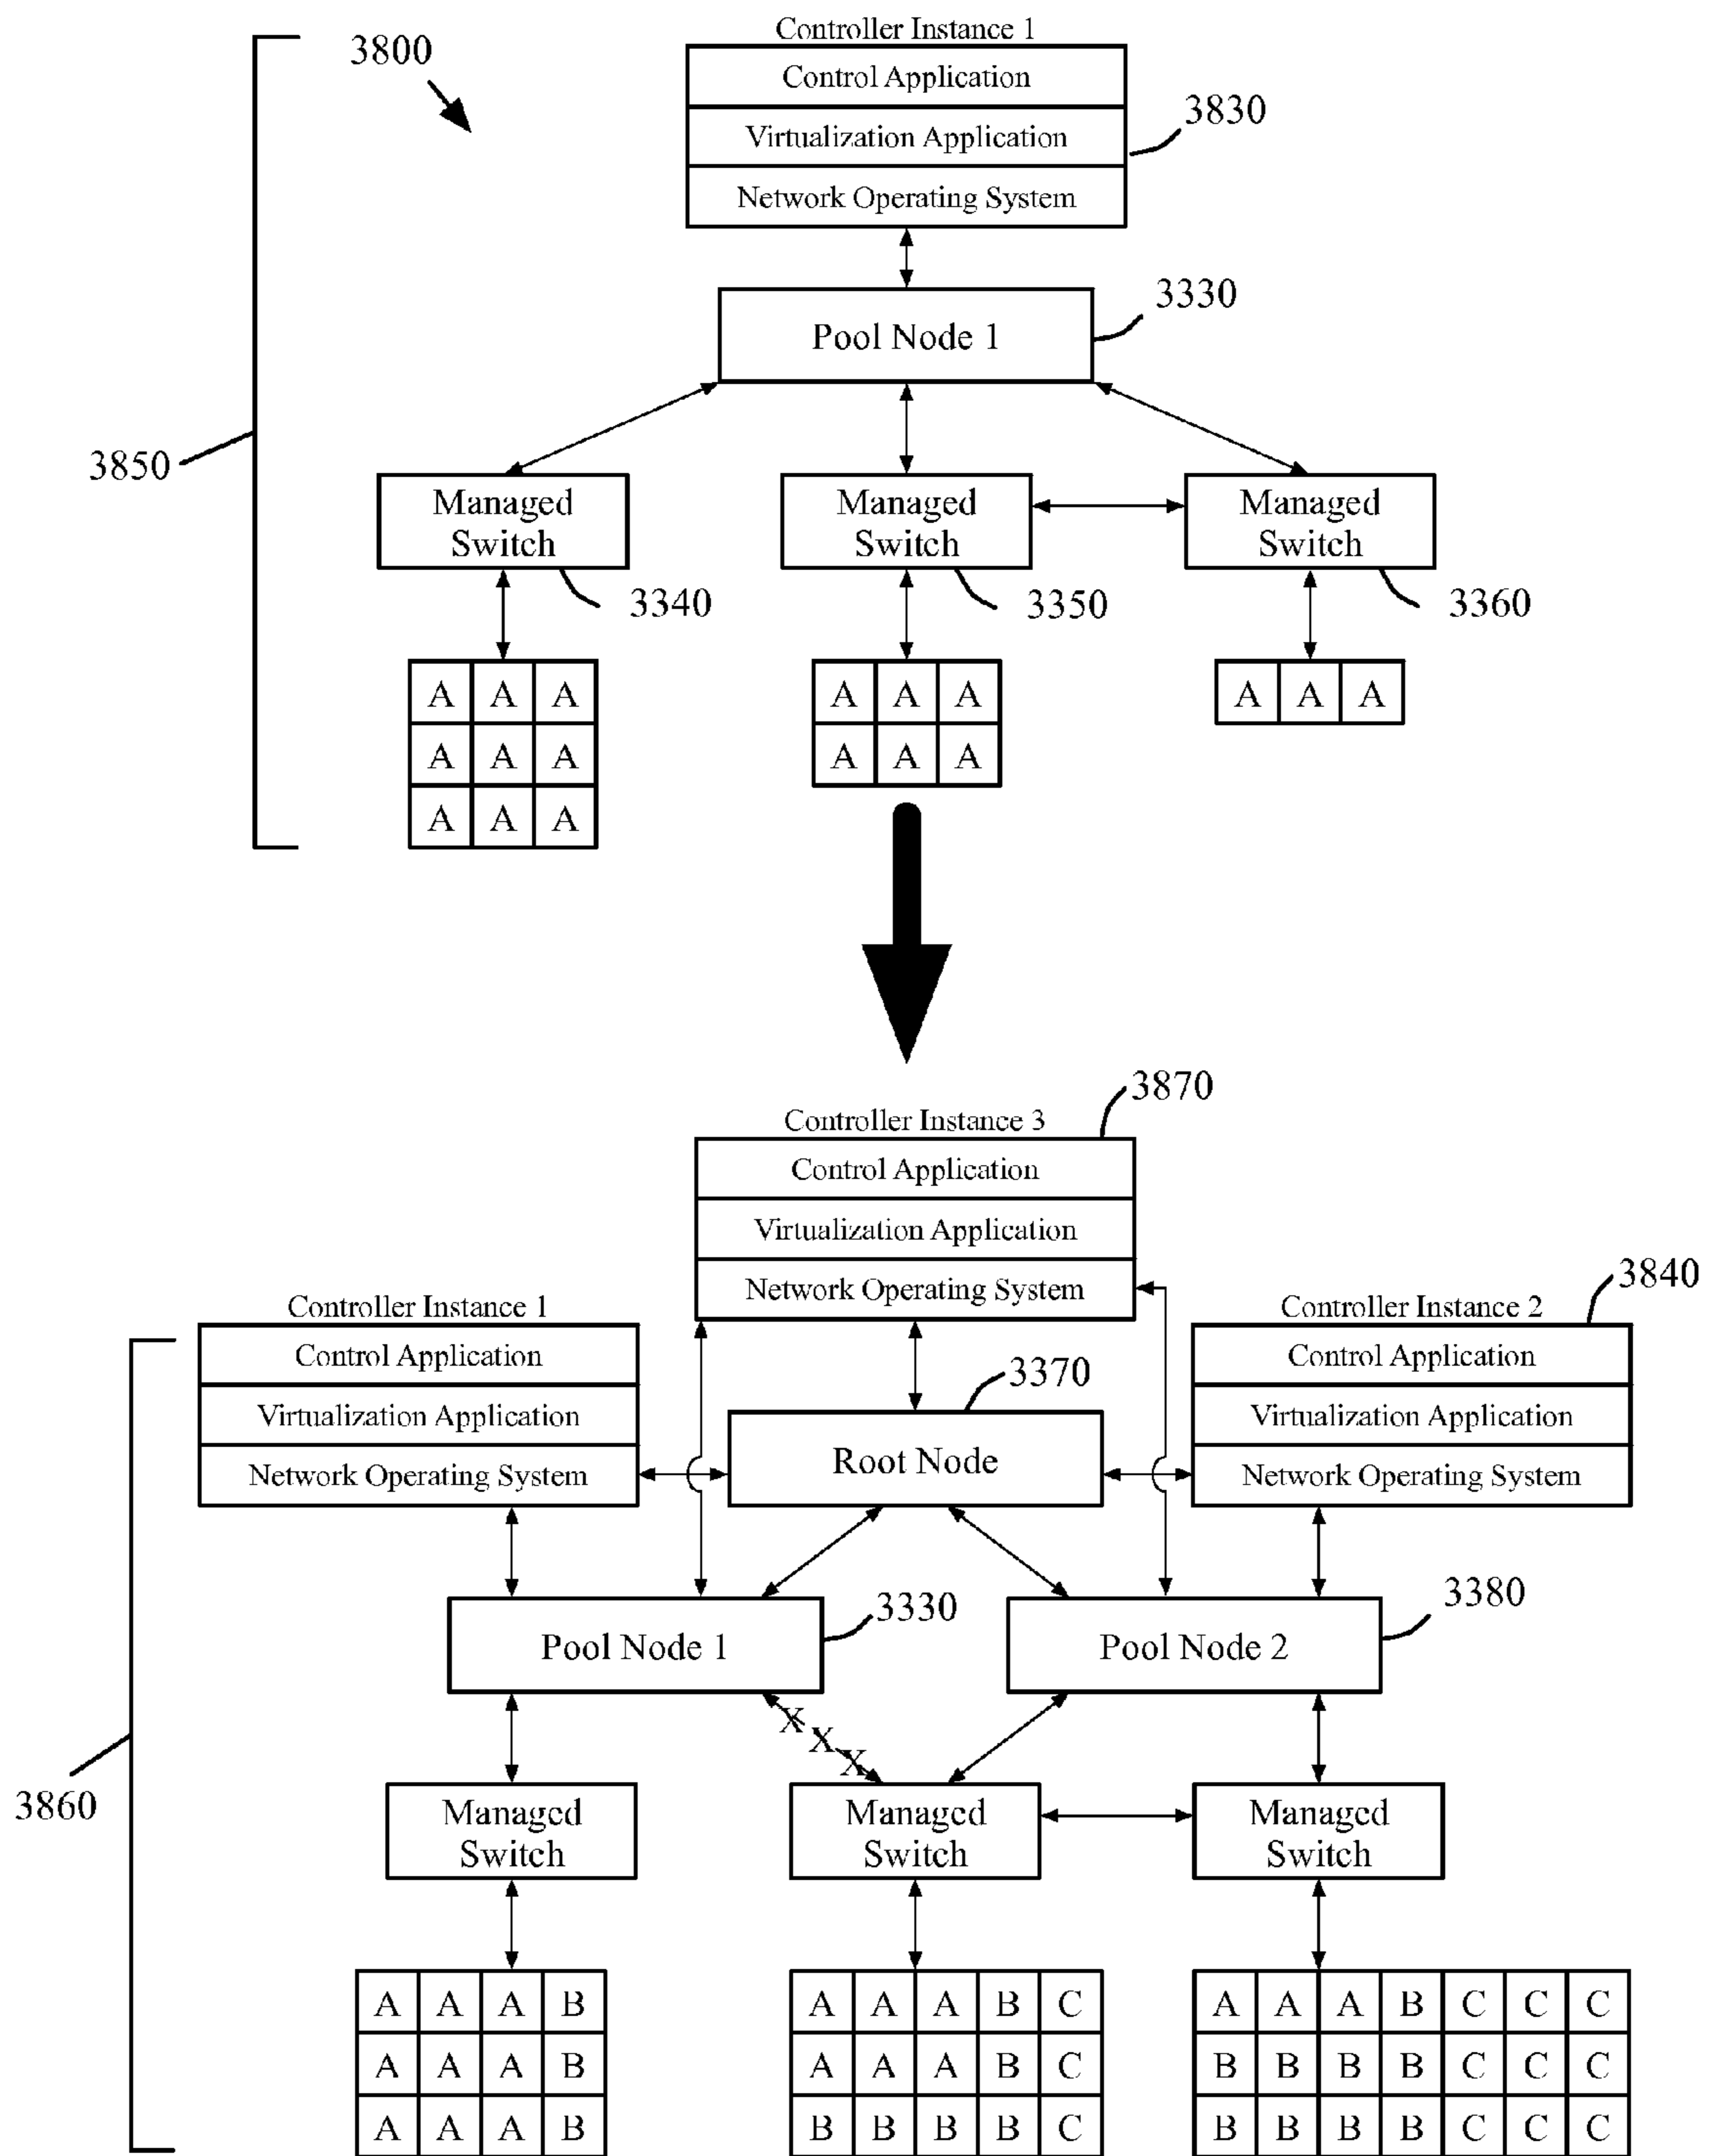 Controller Instance 1
3800
Control Application
3830
Virtualization Application
Network Operating System
3330
Pool Node 1
3850
Managed Switch
Managed Switch
Managed Switch
3340
3350
3360
A A A
A A A
A A A
A A A
A A A
A A A
3870
Controller Instance 3
Control Application
Virtualization Application
Network Operating System
3840
Controller Instance 1
Controller Instance 2
Control Application
Control Application
3370
Virtualization Application
Virtualization Application
Root Node
Network Operating System
Network Operating System
3330
3380
Pool Node 1
Pool Node 2
X
X
X
3860
Managed Switch
Managed Switch
Managed Switch
A A A B
A A A B C
A A A B C C C
A A A B
A A A B C
B B B B C C C
A A A B
B B B B C
B B B B C C C